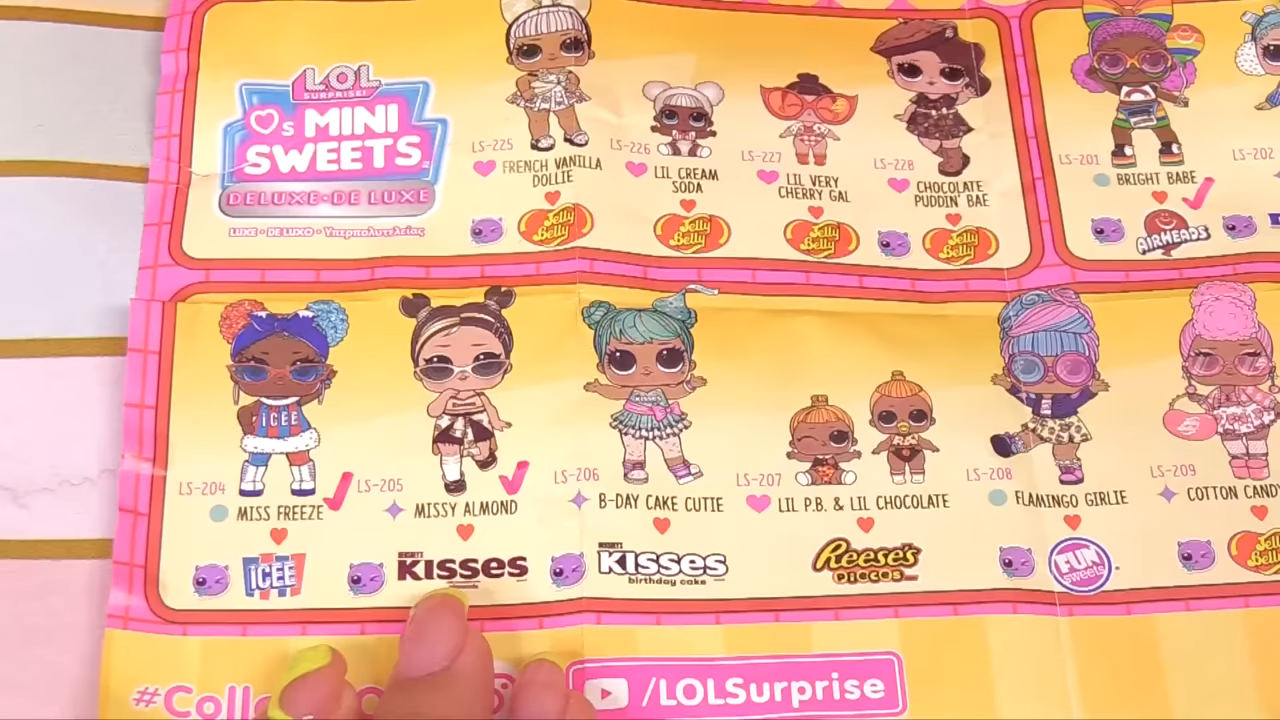 L.O.L.
SURPRISE!
s MINI
SWEETS
DELUXE·DE LUXE
LUXE · DE LUXO · Υπερπολυτελείας
LS-225
FRENCH VANILLA
DOLLIE
Jelly
Belly
LS-226
LIL CREAM
SODA
Jelly
Belly
LS-227
LIL VERY
CHERRY GAL
Jelly
Belly
LS-228
CHOCOLATE
PUDDIN' BAE
Jelly
Belly
LS-201
BRIGHT BABE
AIRHEADS
LS-202
ICEE
LS-204
MISS FREEZE
ICEE
LS-205
MISSY ALMOND
HERSHEY'S
KISSES
KISSES
LS-206
B-DAY CAKE CUTIE
HERSHEY'S
KISSES
birthday cake
LS-207
LIL P.B. & LIL CHOCOLATE
Reese's
PIECES
LS-208
FLAMINGO GIRLIE
FUN
sweets
LS-209
COTTON CANDY
Jelly
#Colle
/LOLSurprise